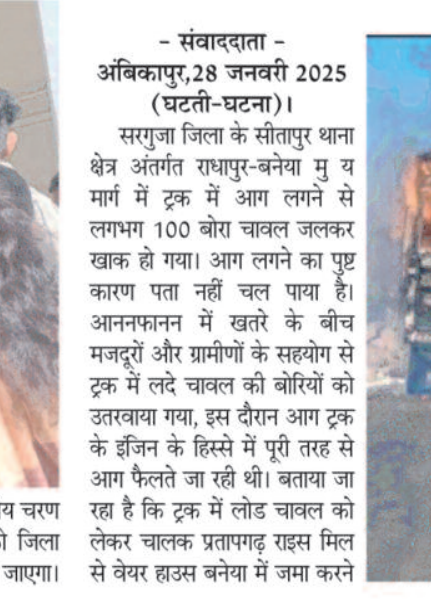 – संवाददाता –
अंबिकापुर,28 जनवरी 2025
(घटती-घटना)।
सरगुजा जिला के सीतापुर थाना
क्षेत्र अंतर्गत राधापुर-बनेया मु य
मार्ग में ट्रक में आग लगने से
लगभग 100 बोरा चावल जलकर
खाक हो गया। आग लगने का पुष्ट
कारण पता नहीं चल पाया है।
आननफानन में खतरे के बीच
मजदूरों और ग्रामीणों के सहयोग से
ट्रक में लदे चावल की बोरियों को
उतरवाया गया, इस दौरान आग ट्रक
के इंजिन के हिस्से में पूरी तरह से
आग फैलते जा रही थी। बताया जा
रहा है कि ट्रक में लोड चावल को
लेकर चालक प्रतापगढ़ राइस मिल
से वेयर हाउस बनेया में जमा करने
य चरण
जिला
जाएगा।